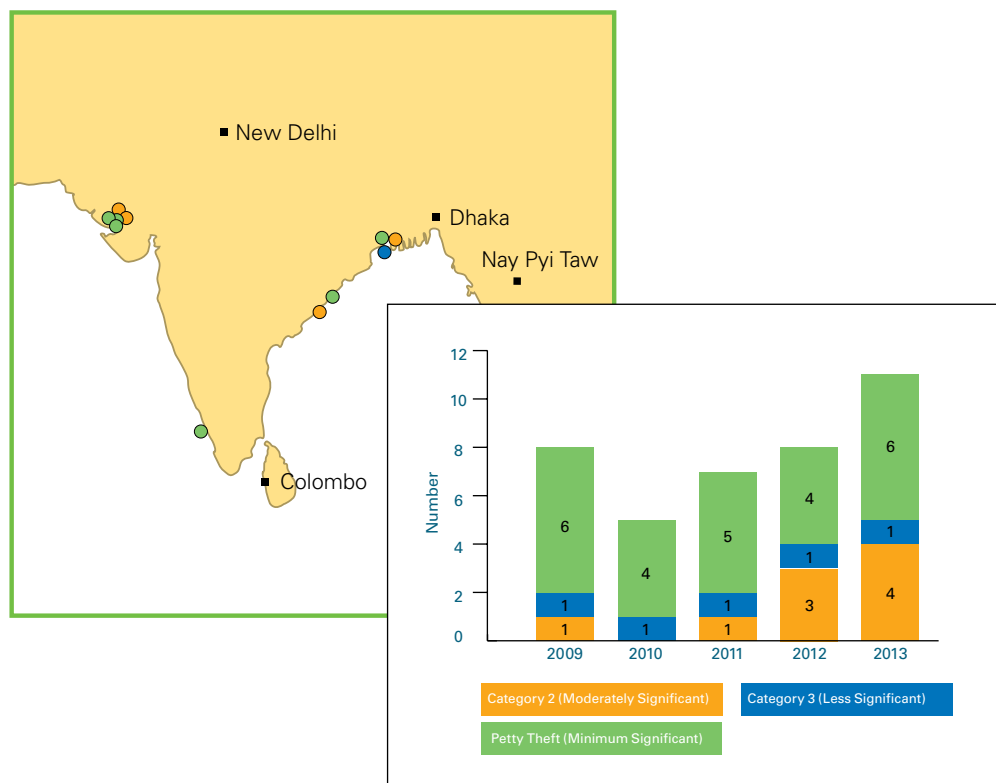 New Delhi
Dhaka
Nay Pyi Taw
Colombo
12
10
8
6
4
2
0
Number
6
1
1
4
1
5
1
1
4
1
3
6
1
4
2009 2010 2011 2012 2013
Category 2 (Moderately Significant) Category 3 (Less Significant)
Petty Theft (Minimum Significant)